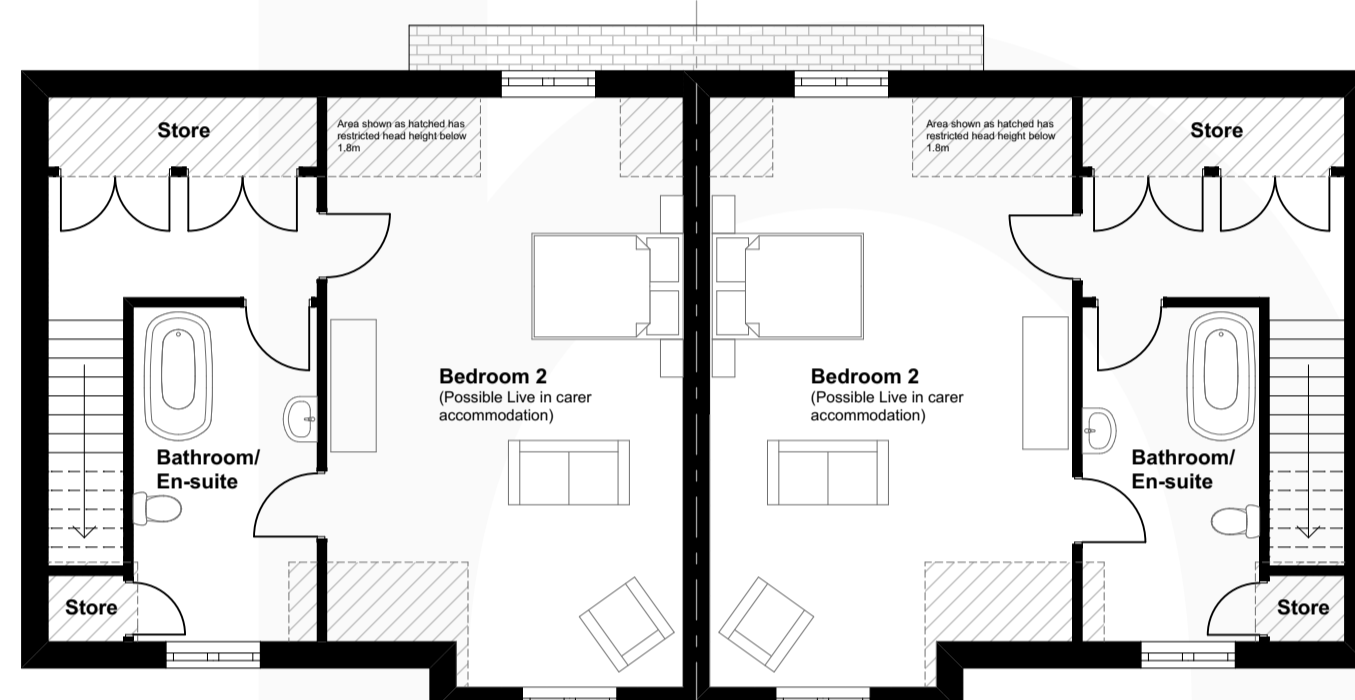 Store
Area shown as hatched has
restricted head height below
1.8m
Area shown as hatched has
restricted head height below
1.8m
Store
Bedroom 2
(Possible Live in carer
accommodation)
Bedroom 2
(Possible Live in carer
accommodation)
Bathroom/
En-suite
Bathroom/
En-suite
Store
Store